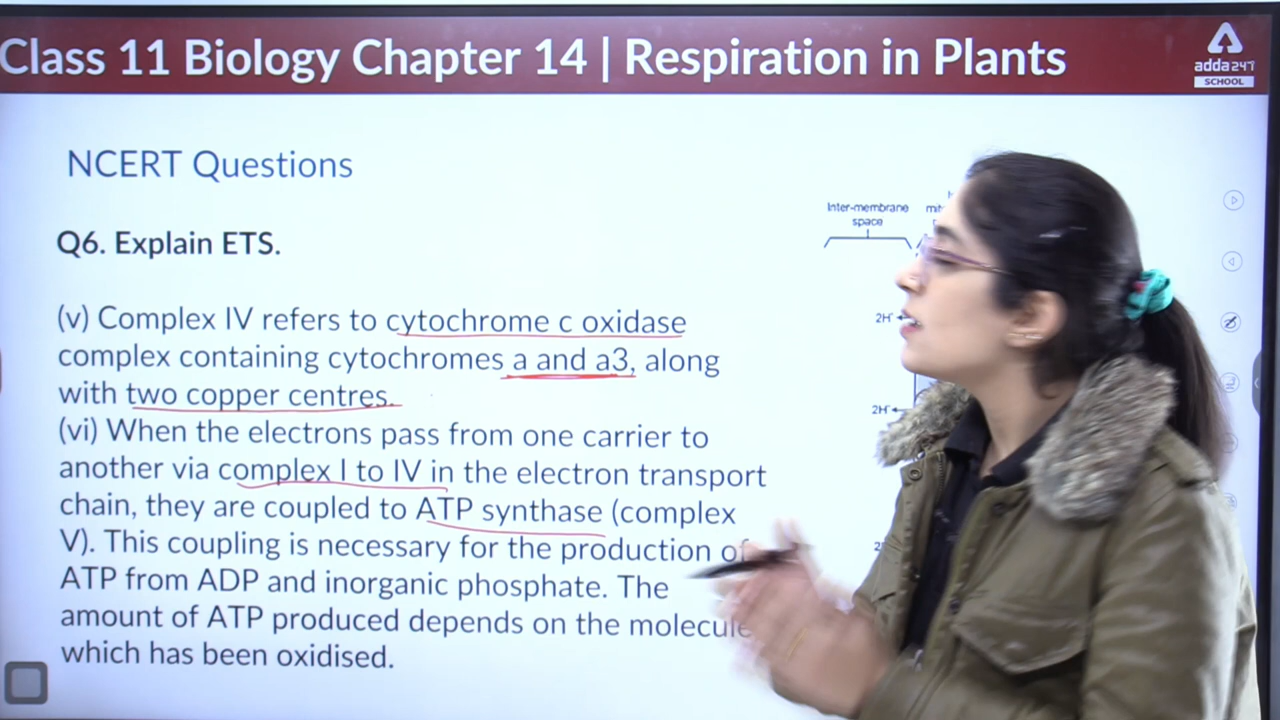 Class 11 Biology Chapter 14 | Respiration in Plants
adda247
SCHOOL
NCERT Questions
Q6. Explain ETS.
(v) Complex IV refers to cytochrome c oxidase
complex containing cytochromes a and a3, along
with two copper centres.
(vi) When the electrons pass from one carrier to
another via complex I to IV in the electron transport
chain, they are coupled to ATP synthase (complex
V). This coupling is necessary for the production of
ATP from ADP and inorganic phosphate. The
amount of ATP produced depends on the molecule
which has been oxidised.
Inter-membrane
space
2H⁺
2H⁺